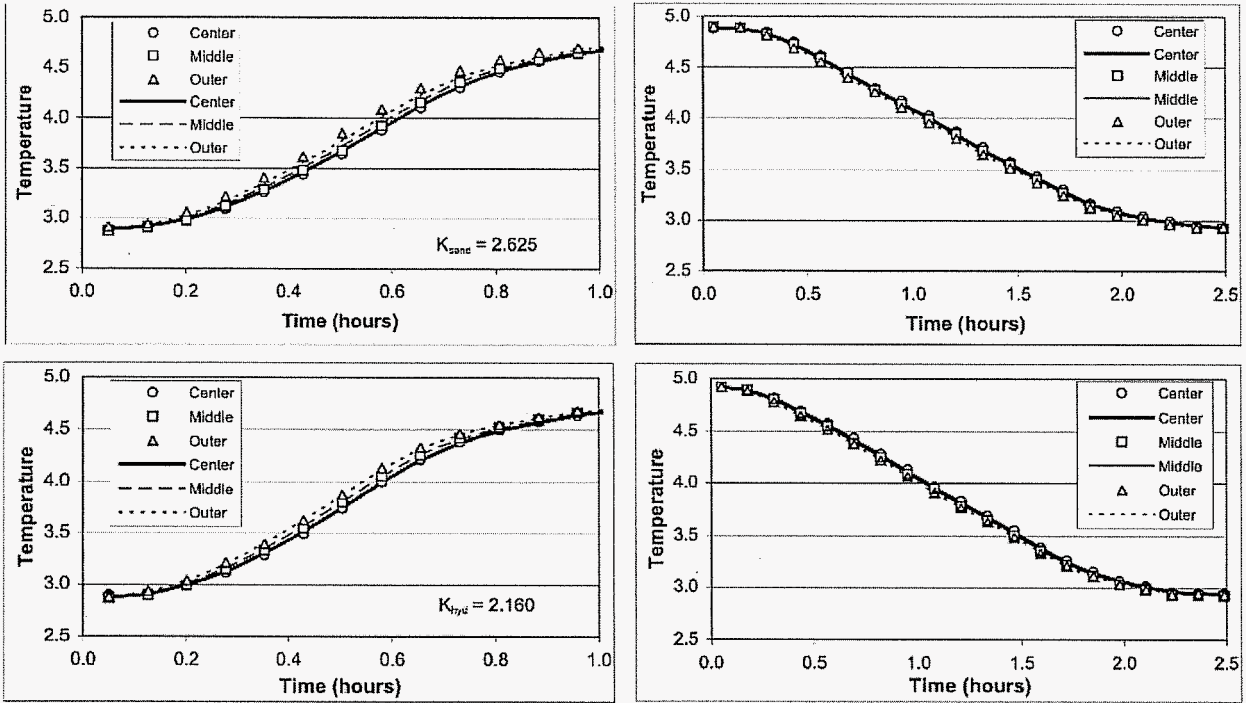 5.0
4.5
4.0
3.5
3.0
2.5
Temperature
Center
Middle
Outer
Center
Middle
Outer
K sand = 2.625
0.0 0.2 0.4 0.6 0.8 1.0
Time (hours)
5.0
4.5
4.0
3.5
3.0
2.5
Temperature
Center
Center
Middle
Middle
Outer
Outer
0.0 0.5 1.0 1.5 2.0 2.5
Time (hours)
5.0
4.5
4.0
3.5
3.0
2.5
Temperature
Center
Middle
Outer
Center
Middle
Outer
K hyd = 2.160
0.0 0.2 0.4 0.6 0.8 1.0
Time (hours)
5.0
4.5
4.0
3.5
3.0
2.5
Temperature
Center
Center
Middle
Middle
Outer
Outer
0.0 0.5 1.0 1.5 2.0 2.5
Time (hours)